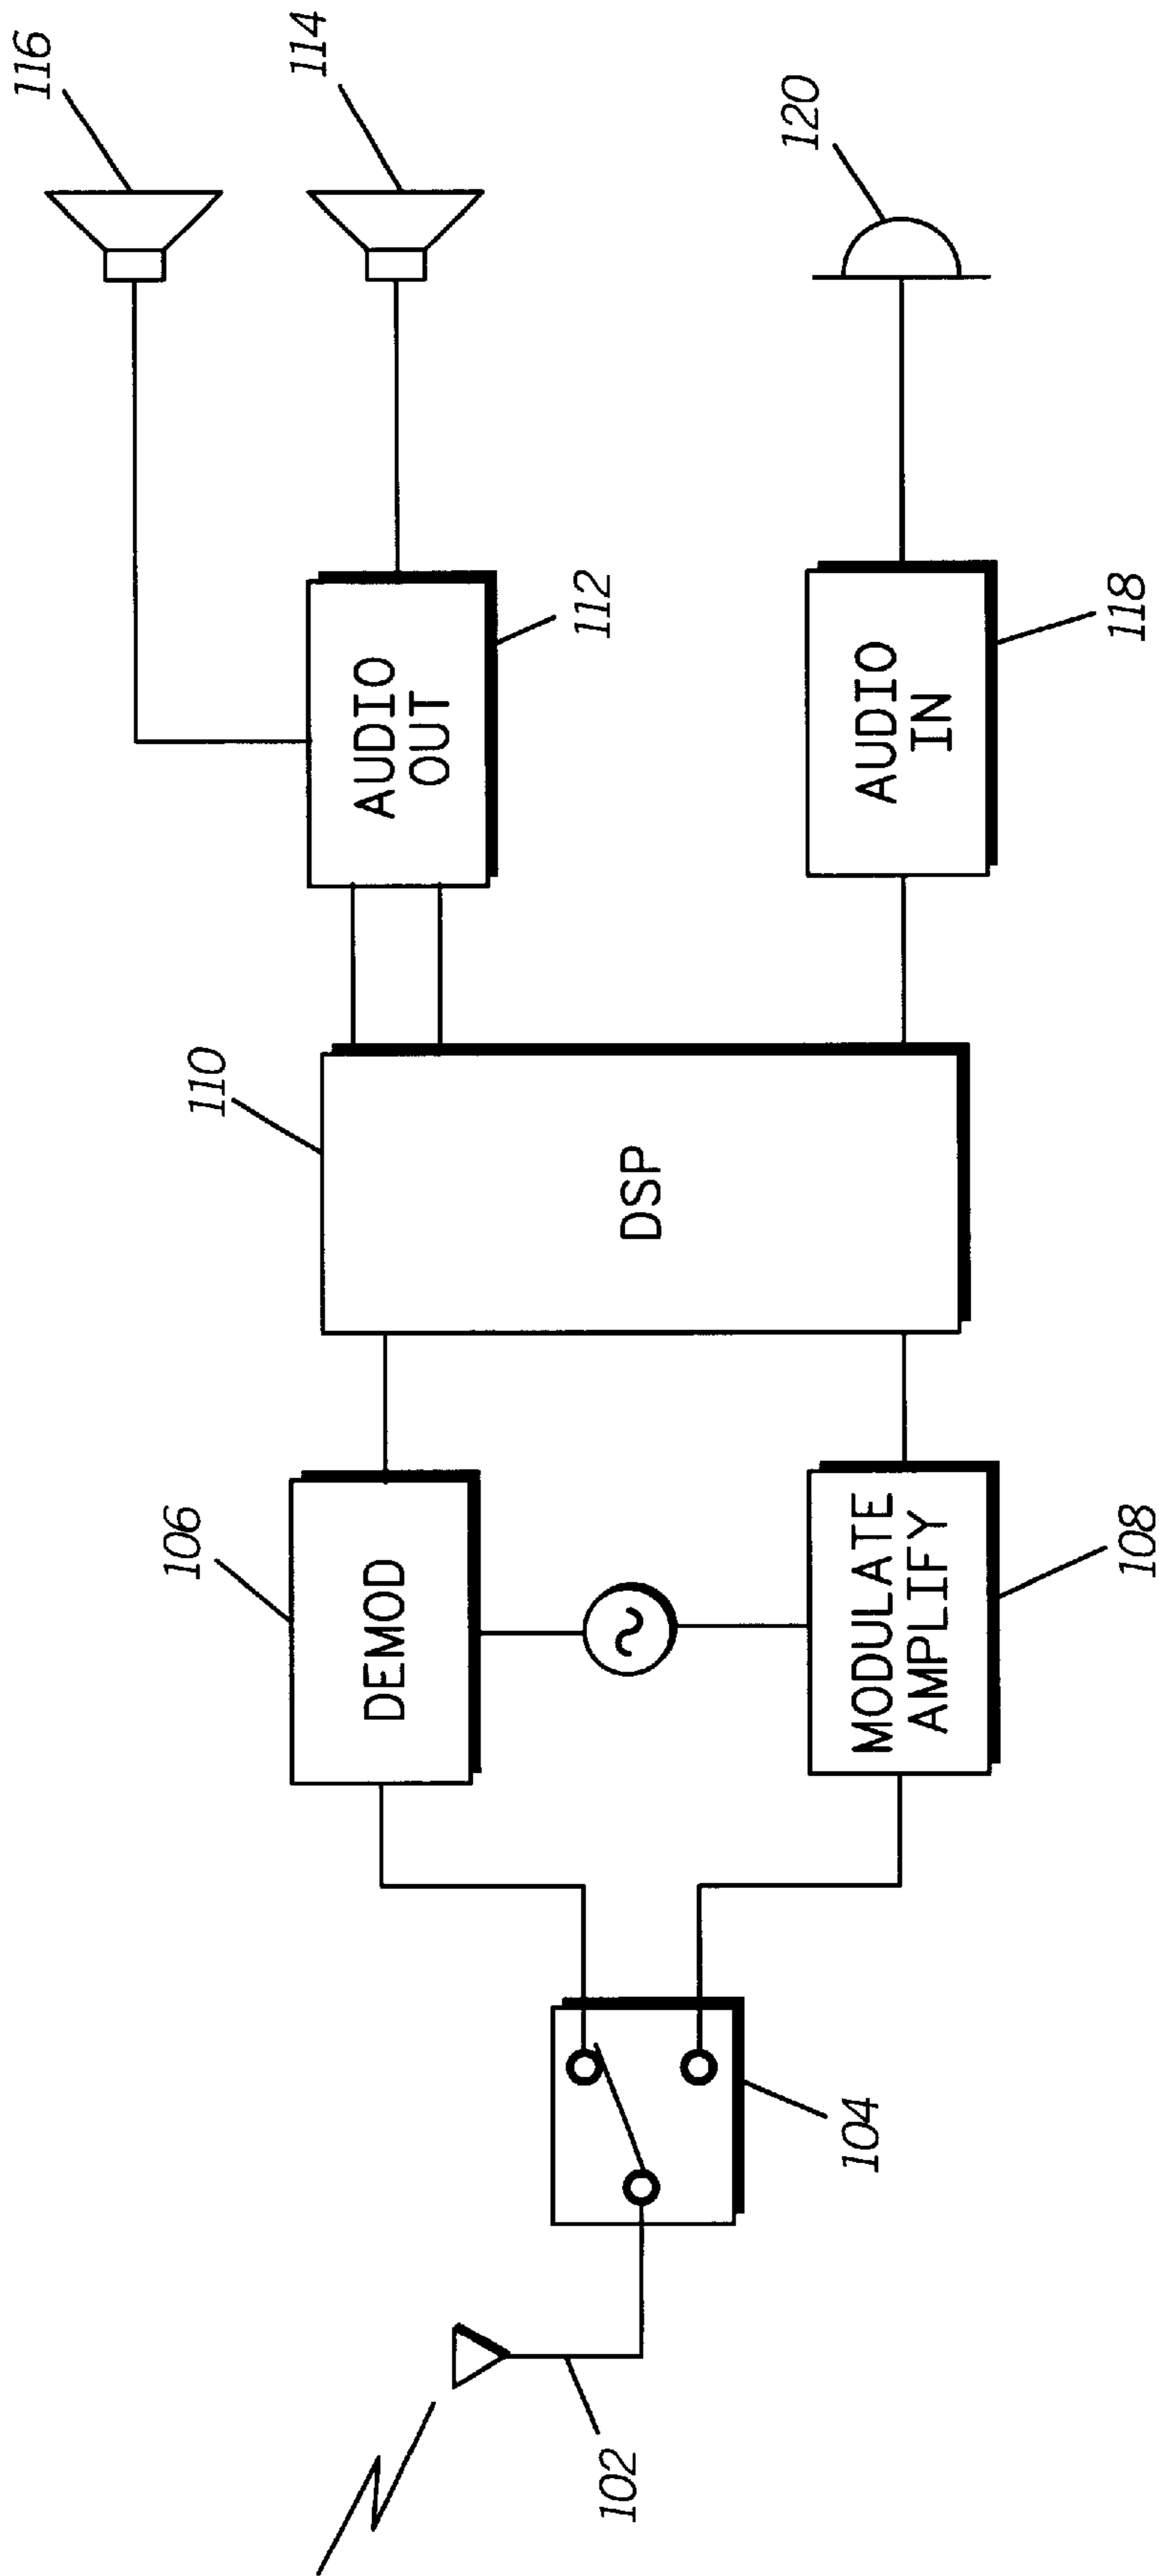 116
114
120
AUDIO
OUT
112
AUDIO
IN
118
110
DSP
106
DEMOD
MODULATE
AMPLIFY
108
104
102